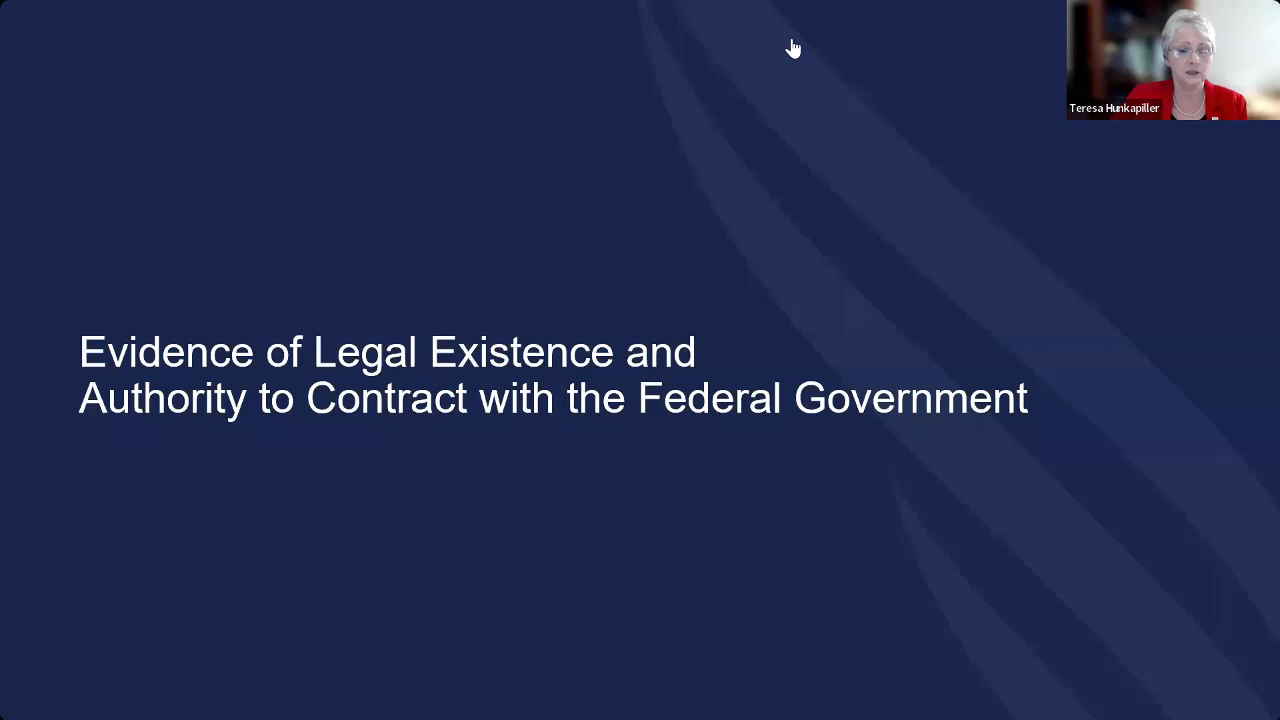 Teresa Hunkapiller
Evidence of Legal Existence and
Authority to Contract with the Federal Government